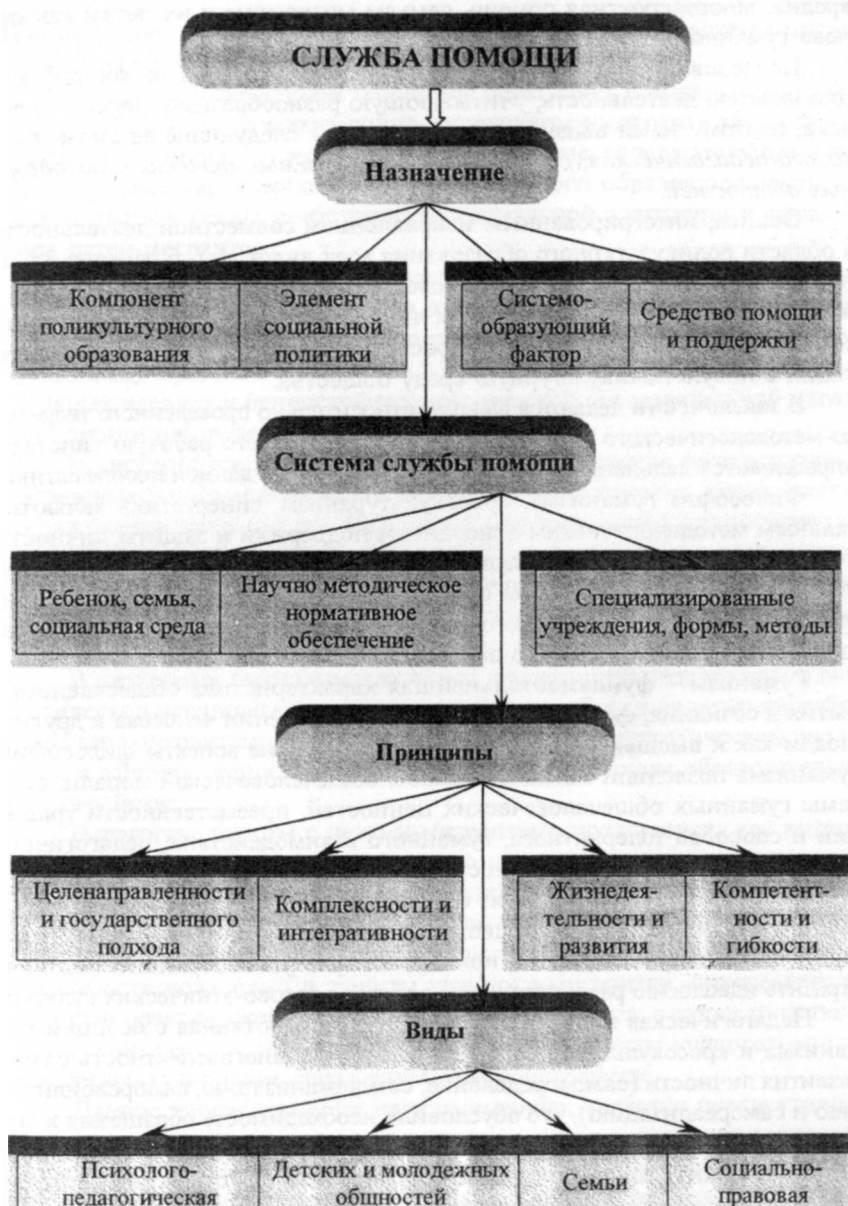 СЛУЖБА ПОМОЩИ
Назначение
Компонент
поликультурного
образования
Элемент
социальной
политики
Системо-
образующий
фактор
Средство помощи
и поддержки
Система службы помощи
Ребенок, семья,
социальная среда
Научно методическое
нормативное
обеспечение
Специализированные
учреждения, формы, методы
Принципы
Целенаправленности
и государственного
подхода
Комплексности и
интегративности
Жизнедея-
тельности и
развития
Компетент-
ности и
гибкости
Виды
Психолого-
педагогическая
Детских и молодежных
общностей
Семьи
Социально-
правовая